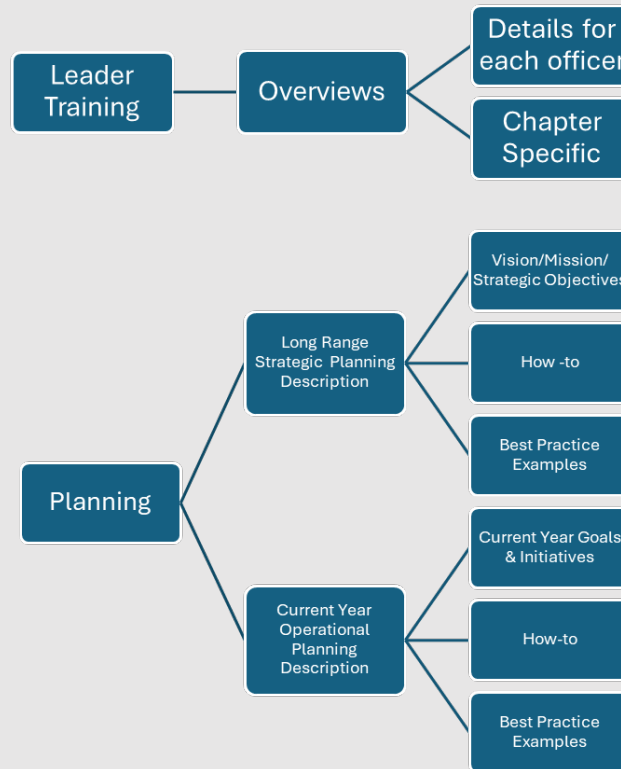 Leader
Training
Overviews
Details for
each officer
Chapter
Specific
Planning
Long Range
Strategic Planning
Description
Vision/Mission/
Strategic Objectives
How -to
Best Practice
Examples
Current Year
Operational
Planning
Description
Current Year Goals
& Initiatives
How-to
Best Practice
Examples